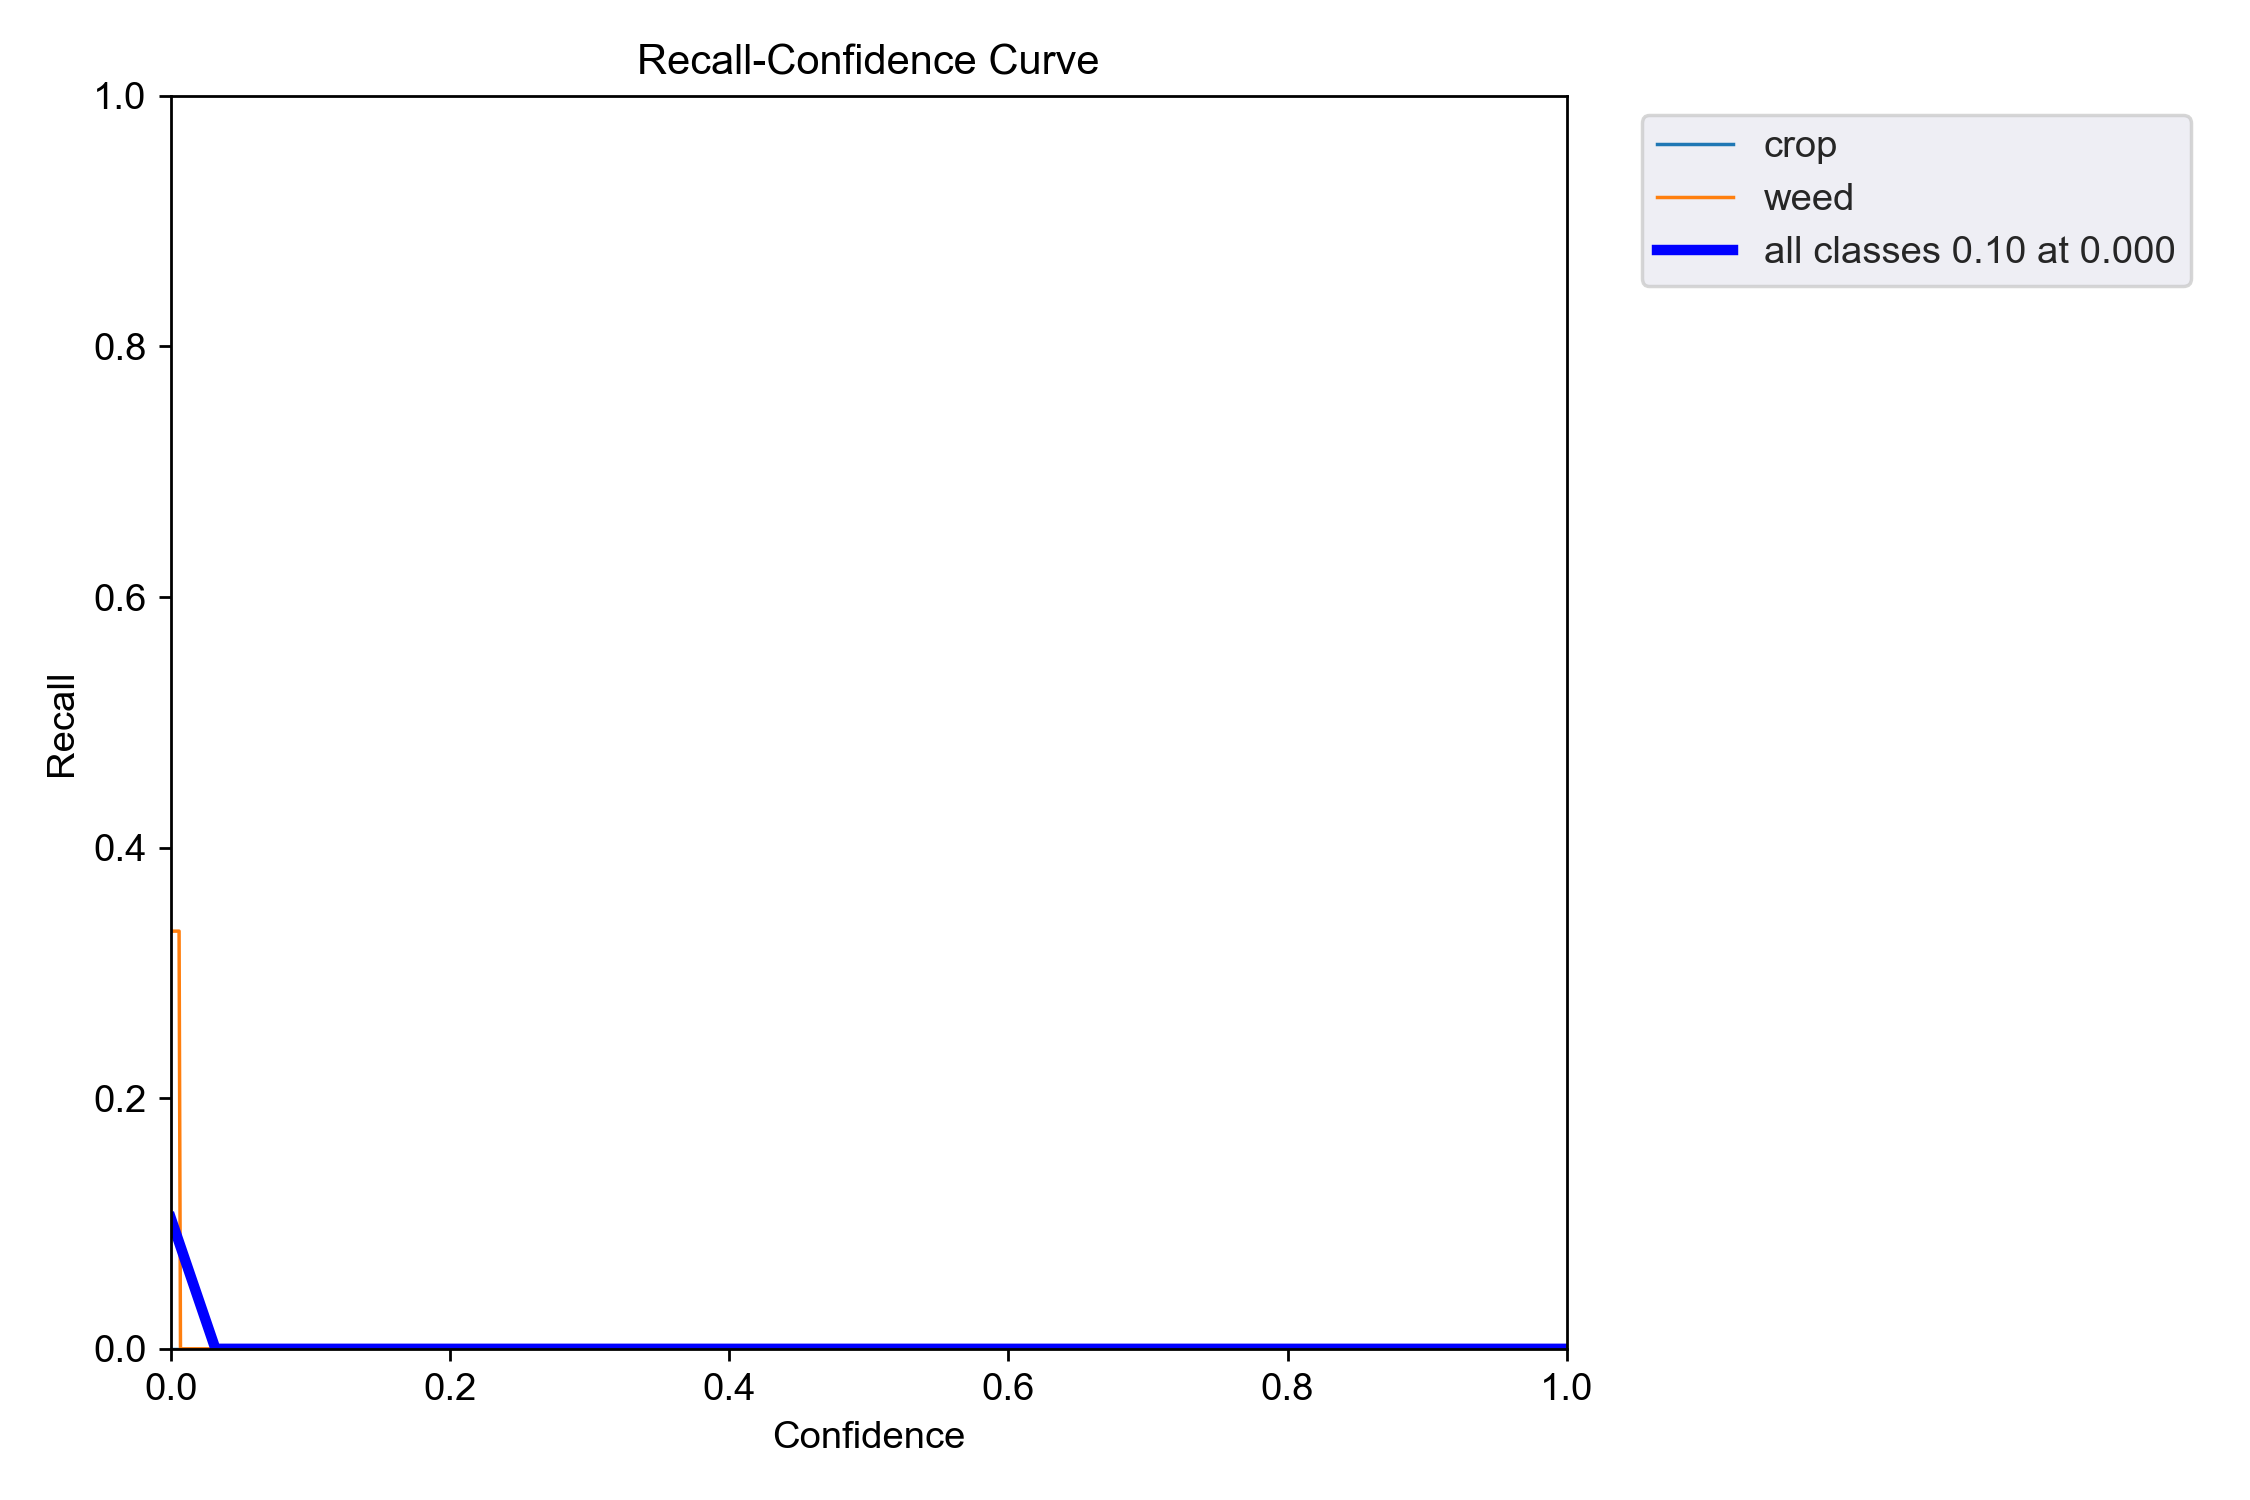 Recall-Confidence Curve
1.0
0.8
0.6
0.4
0.2
0.0
Recall
0.0 0.2 0.4 0.6 0.8 1.0
Confidence
crop
weed
all classes 0.10 at 0.000